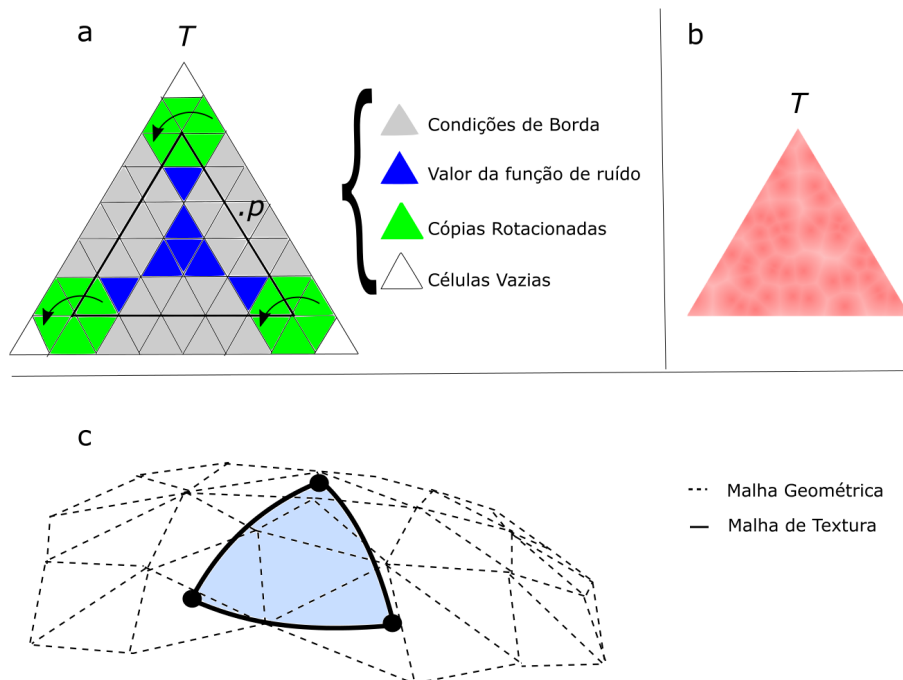 a
T
.p
Condições de Borda
Valor da função de ruído
Cópias Rotacionadas
Células Vazias
b
T
c
Malha Geométrica
Malha de Textura